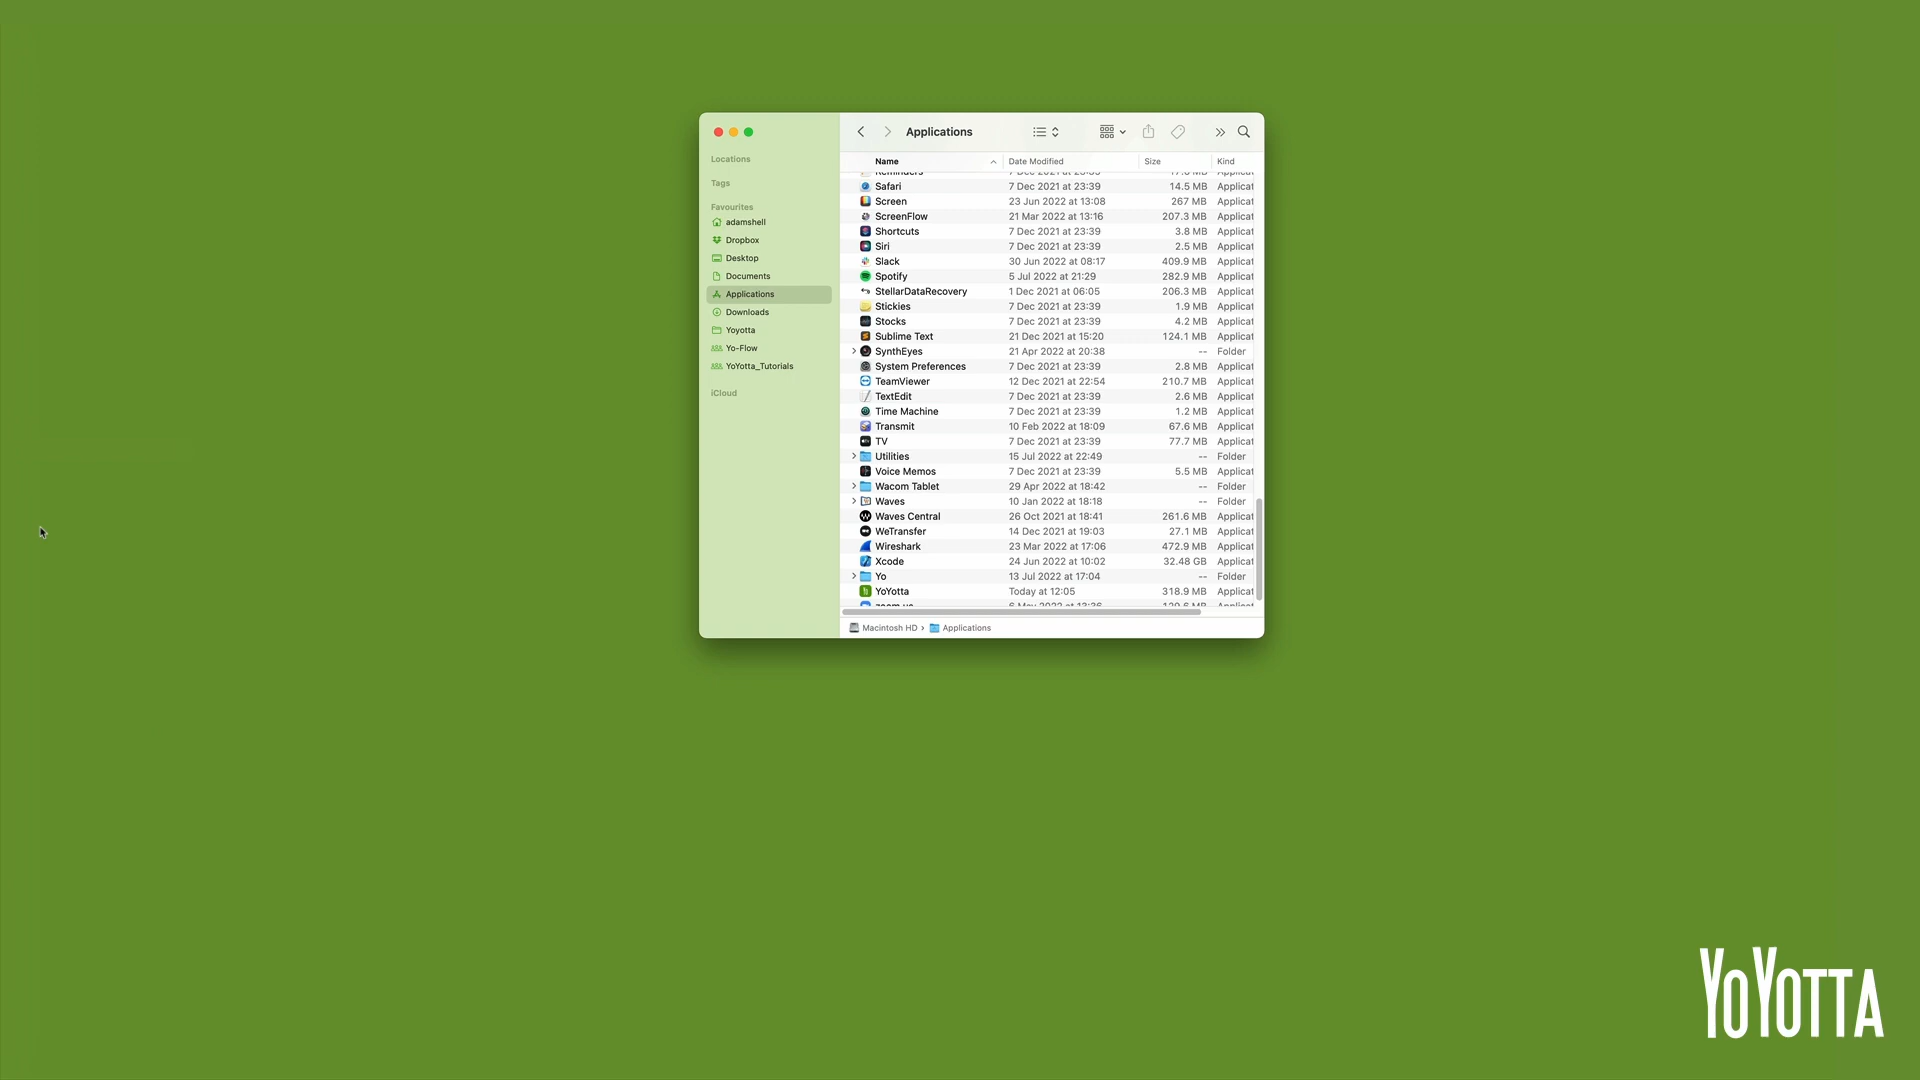 Applications
Locations
Tags
Favourites
adamshell
Dropbox
Desktop
Documents
Applications
Downloads
Yoyotta
Yo-Flow
YoYotta_Tutorials
iCloud
Name Date Modified Size Kind
Safari 7 Dec 2021 at 23:39 14.5 MB Applicat
Screen 23 Jun 2022 at 13:08 267 MB Applicat
ScreenFlow 21 Mar 2022 at 13:16 207.3 MB Applicat
Shortcuts 7 Dec 2021 at 23:39 3.8 MB Applicat
Siri 7 Dec 2021 at 23:39 2.5 MB Applicat
Slack 30 Jun 2022 at 08:17 409.9 MB Applicat
Spotify 5 Jul 2022 at 21:29 282.9 MB Applicat
StellarDataRecovery 1 Dec 2021 at 06:05 206.3 MB Applicat
Stickies 7 Dec 2021 at 23:39 1.9 MB Applicat
Stocks 7 Dec 2021 at 23:39 4.2 MB Applicat
Sublime Text 21 Dec 2021 at 15:20 124.1 MB Applicat
SynthEyes 21 Apr 2022 at 20:38 -- Folder
System Preferences 7 Dec 2021 at 23:39 2.8 MB Applicat
TeamViewer 12 Dec 2021 at 22:54 210.7 MB Applicat
TextEdit 7 Dec 2021 at 23:39 2.6 MB Applicat
Time Machine 7 Dec 2021 at 23:39 1.2 MB Applicat
Transmit 10 Feb 2022 at 18:09 67.6 MB Applicat
TV 7 Dec 2021 at 23:39 77.7 MB Applicat
Utilities 15 Jul 2022 at 22:49 -- Folder
Voice Memos 7 Dec 2021 at 23:39 5.5 MB Applicat
Wacom Tablet 29 Apr 2022 at 18:42 -- Folder
Waves 10 Jan 2022 at 18:18 -- Folder
Waves Central 26 Oct 2021 at 18:41 261.6 MB Applicat
WeTransfer 14 Dec 2021 at 19:03 27.1 MB Applicat
Wireshark 23 Mar 2022 at 17:06 472.9 MB Applicat
Xcode 24 Jun 2022 at 10:02 32.48 GB Applicat
Yo 13 Jul 2022 at 17:04 -- Folder
YoYotta Today at 12:05 318.9 MB Applicat
Macintosh HD › Applications
YOYOTTA